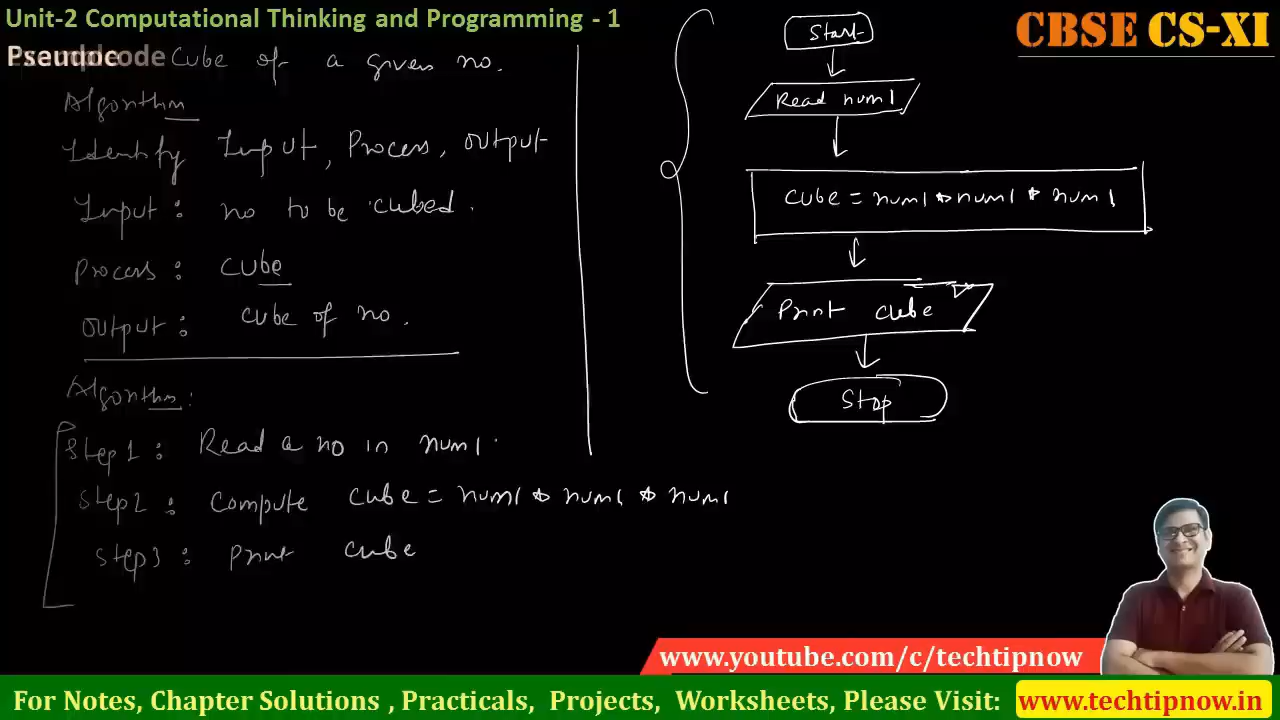 Unit-2 Computational Thinking and Programming - 1
CBSE CS-XI
Cube of a given no.
Algorithm
Identify Input, Process, Output
Input: no to be cubed.
Process: cube
Output: cube of no.
Algorithm:
Step1: Read a no in num1.
Step2: Compute cube = num1 * num1 * num1
Step3: Print cube
Start
Read num1
cube = num1 * num1 * num1
Print cube
Stop
www.youtube.com/c/techtipnow
For Notes, Chapter Solutions , Practicals, Projects, Worksheets, Please Visit: www.techtipnow.in